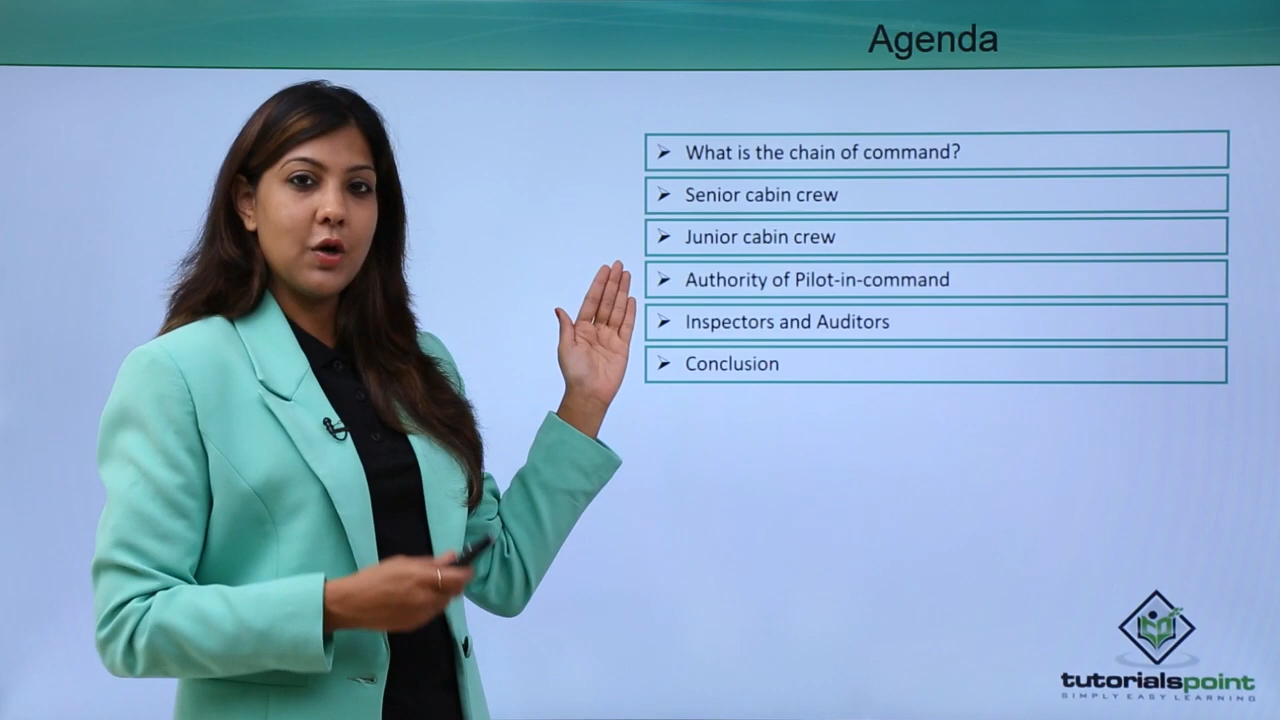 Agenda
➢ What is the chain of command?
➢ Senior cabin crew
➢ Junior cabin crew
➢ Authority of Pilot-in-command
➢ Inspectors and Auditors
➢ Conclusion
tutorialspoint
SIMPLY EASY LEARNING